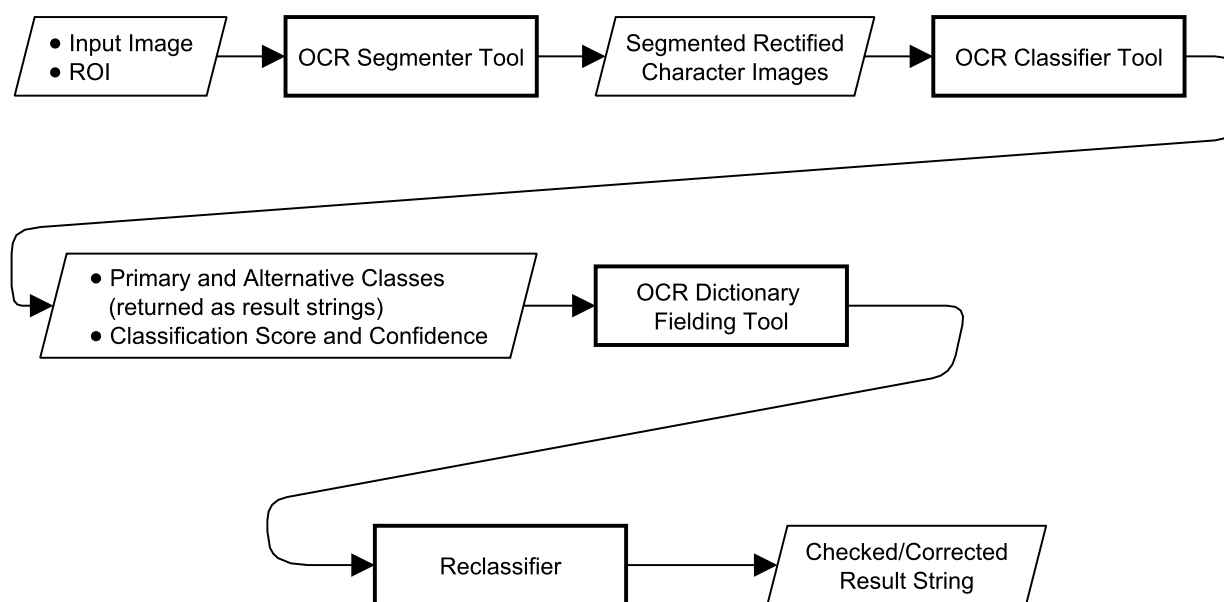 ● Input Image
● ROI
OCR Segmenter Tool
Segmented Rectified
Character Images
OCR Classifier Tool
● Primary and Alternative Classes
(returned as result strings)
● Classification Score and Confidence
OCR Dictionary
Fielding Tool
Reclassifier
Checked/Corrected
Result String